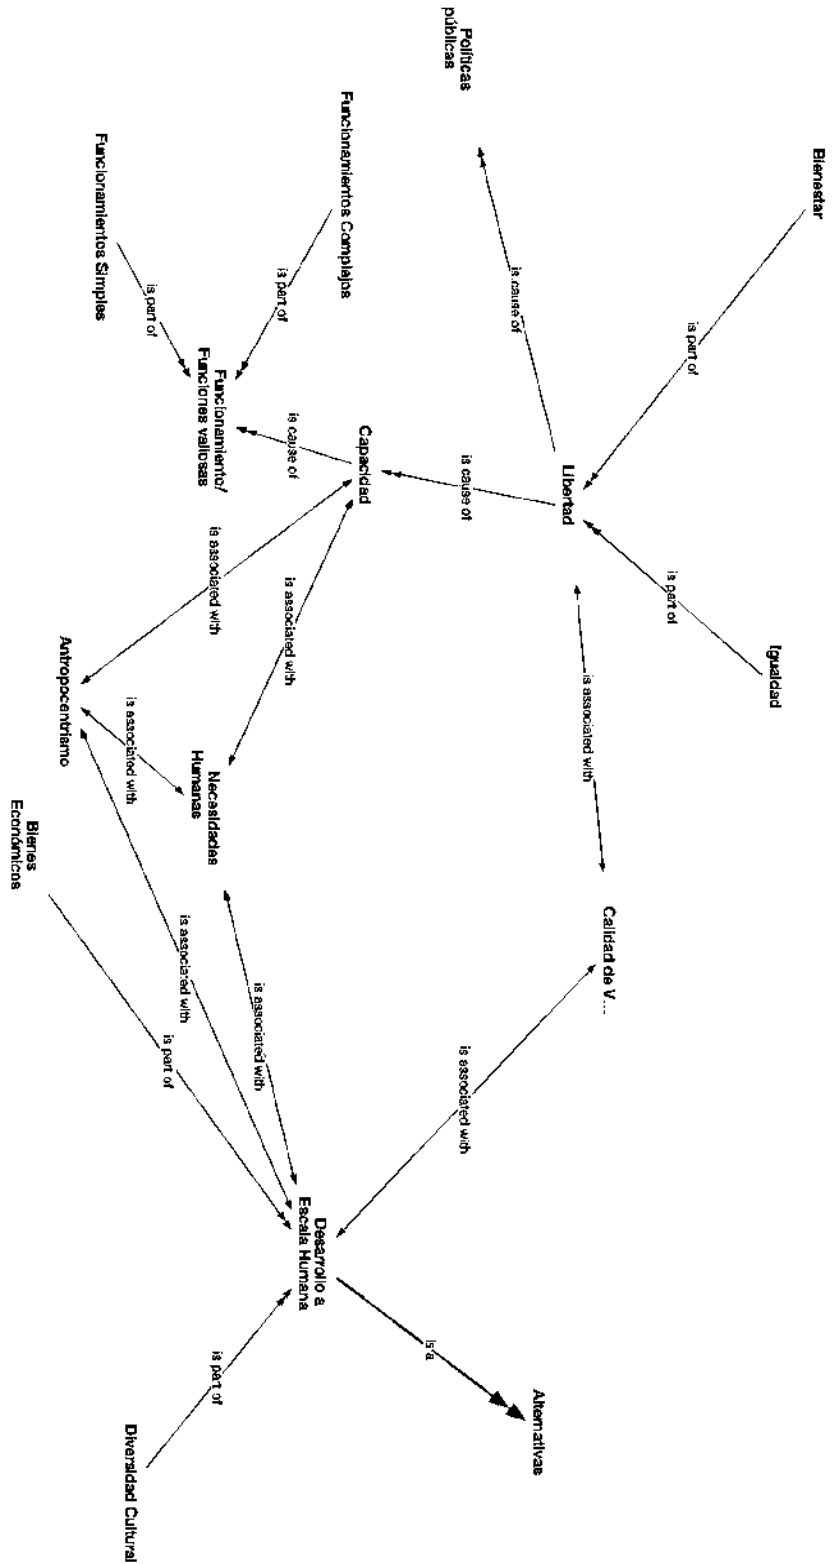 Bienestar
is part of
Igualdad
is part of
Libertad
is associated with
Calidad de V...
is associated with
Alternativas
is a
Políticas
públicas
is cause of
is cause of
Capacidad
Funcionamientos Complejos
is part of
is cause of
is associated with
Desarrollo a
Escala Humana
is associated with
Necesidades
Humanas
Funcionamiento/
Funciones valiosas
is associated with
is associated with
is part of
Funcionamientos Simples
is part of
is part of
is associated with
Diversidad Cultural
Antropocentrismo
Bienes
Económicos